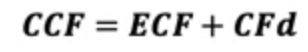 CCF = ECF + CFd